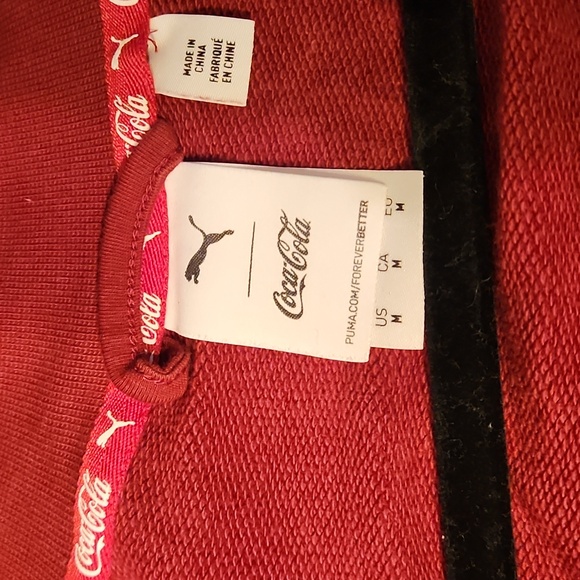 MADE IN
CHINA
FABRIQUÉ
EN CHINE
Coca-Cola
Coca-Cola
PUMA.COM/FOREVERBETTER
EU
M
CA
M
US
M
Cola
Coca-Cola